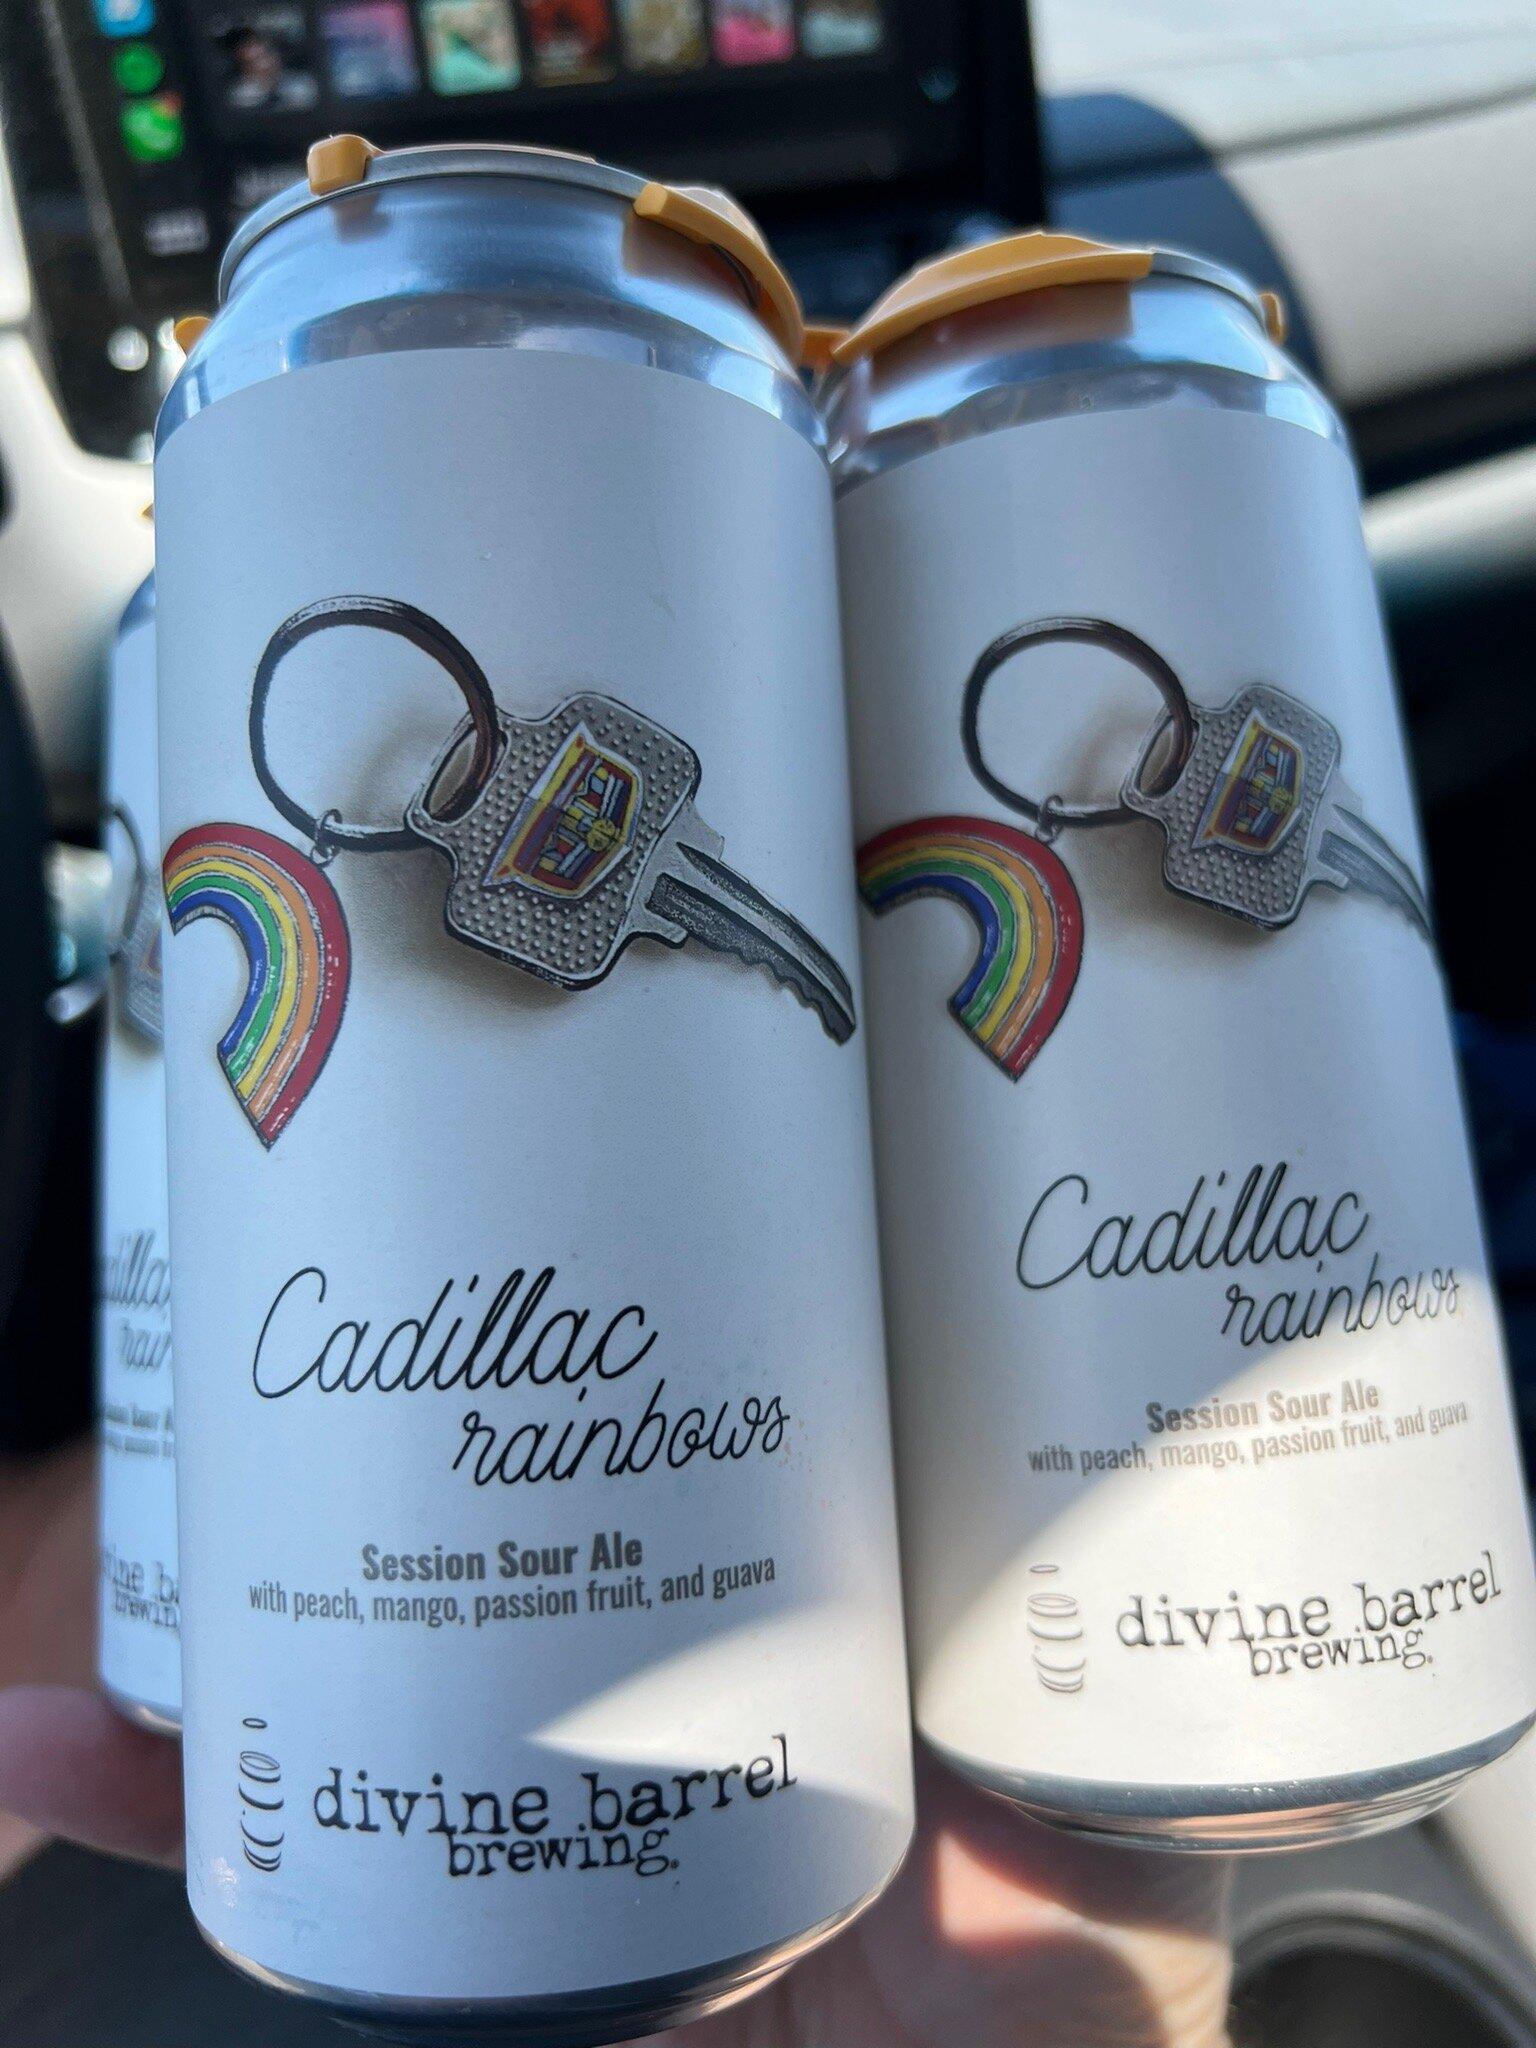 Cadillac
rainbows
Session Sour Ale
with peach, mango, passion fruit, and guava
divine barrel
brewing.
Cadillac
rainbows
Session Sour Ale
with peach, mango, passion fruit, and guava
divine barrel
brewing.